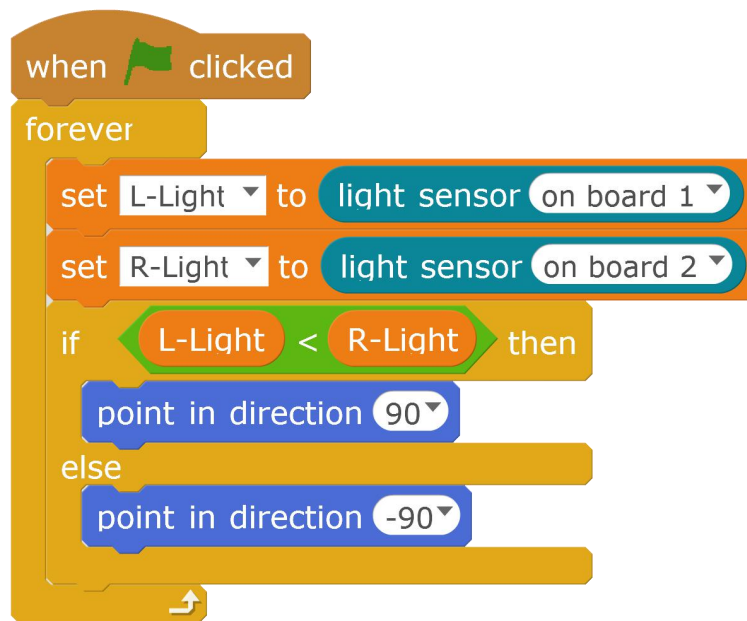 when clicked
forever
set L-Light to light sensor on board 1
set R-Light to light sensor on board 2
if L-Light < R-Light then
point in direction 90
else
point in direction -90